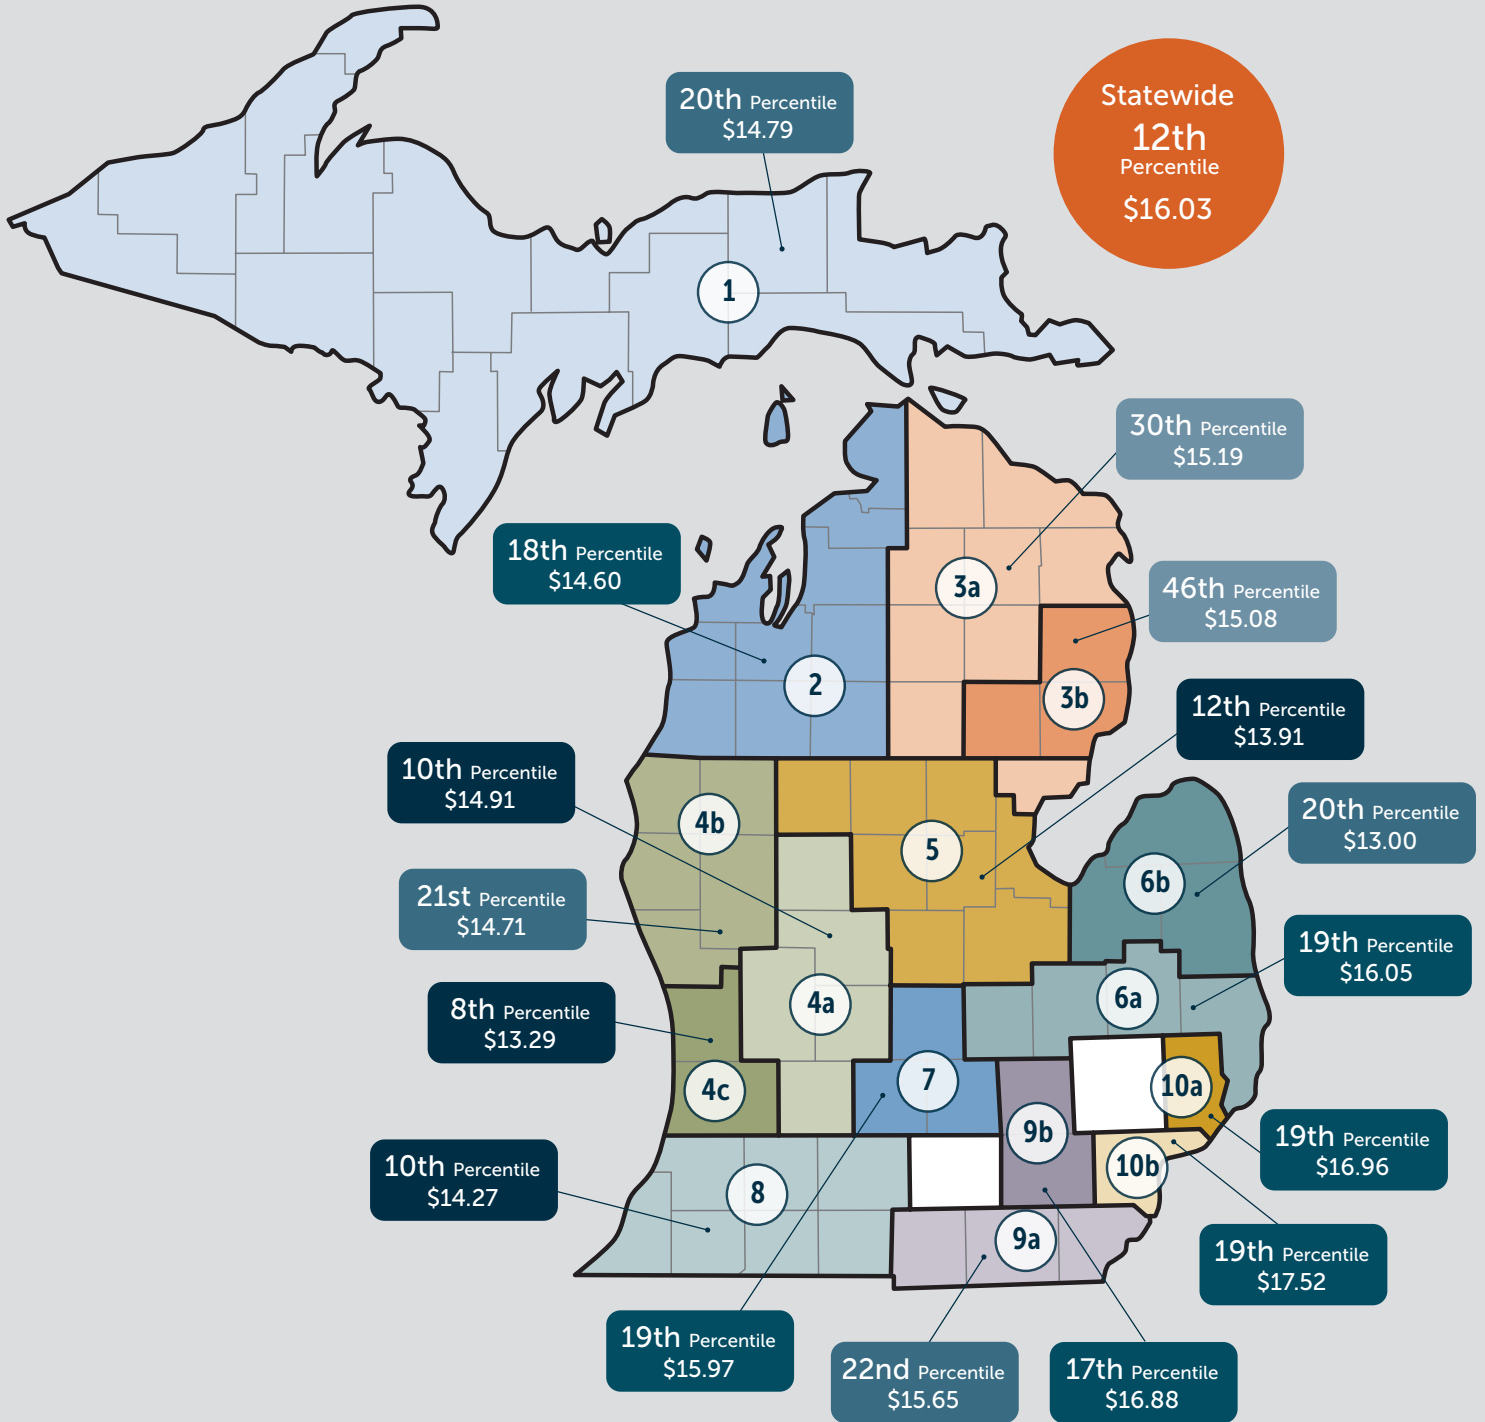 Statewide
12th
Percentile
$16.03
20th Percentile
$14.79
1
30th Percentile
$15.19
18th Percentile
$14.60
3a
46th Percentile
$15.08
2
3b
12th Percentile
$13.91
10th Percentile
$14.91
4b
5
20th Percentile
$13.00
6b
21st Percentile
$14.71
19th Percentile
$16.05
8th Percentile
$13.29
4a
6a
4c
7
10a
9b
19th Percentile
$16.96
10th Percentile
$14.27
8
10b
9a
19th Percentile
$17.52
19th Percentile
$15.97
22nd Percentile
$15.65
17th Percentile
$16.88